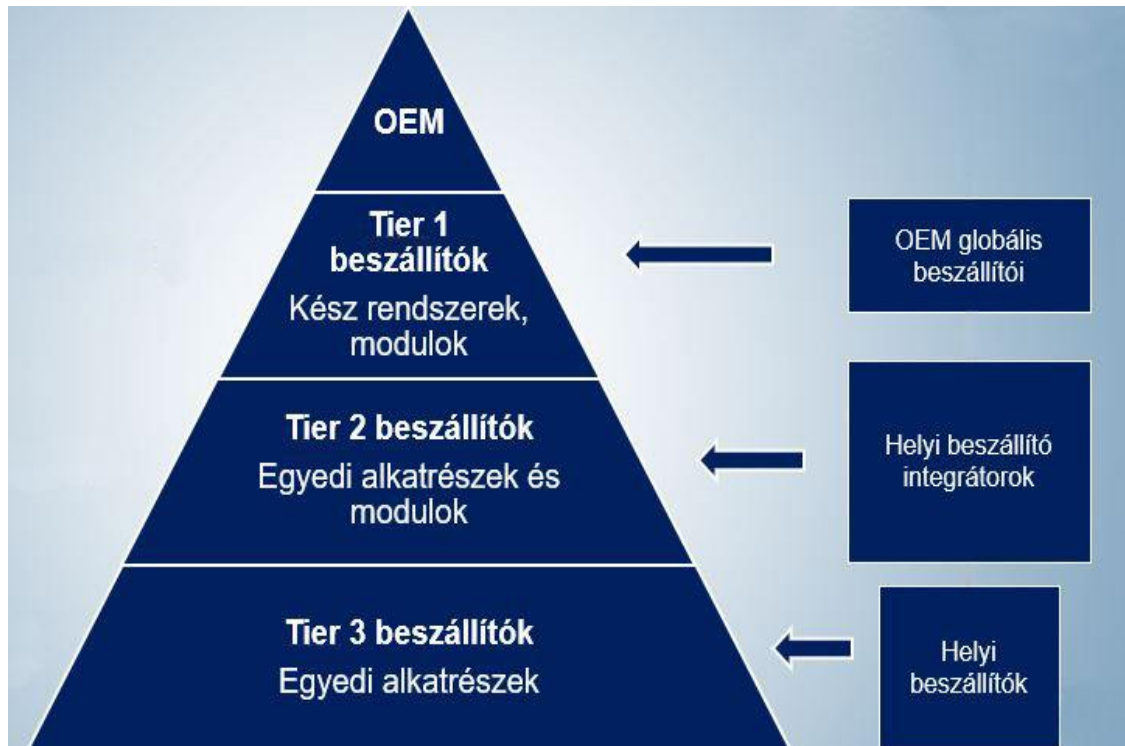 OEM
Tier 1
beszállítók
Kész rendszerek,
modulok
OEM globális
beszállítói
Tier 2 beszállítók
Egyedi alkatrészek és
modulok
Helyi beszállító
integrátorok
Tier 3 beszállítók
Egyedi alkatrészek
Helyi
beszállítók